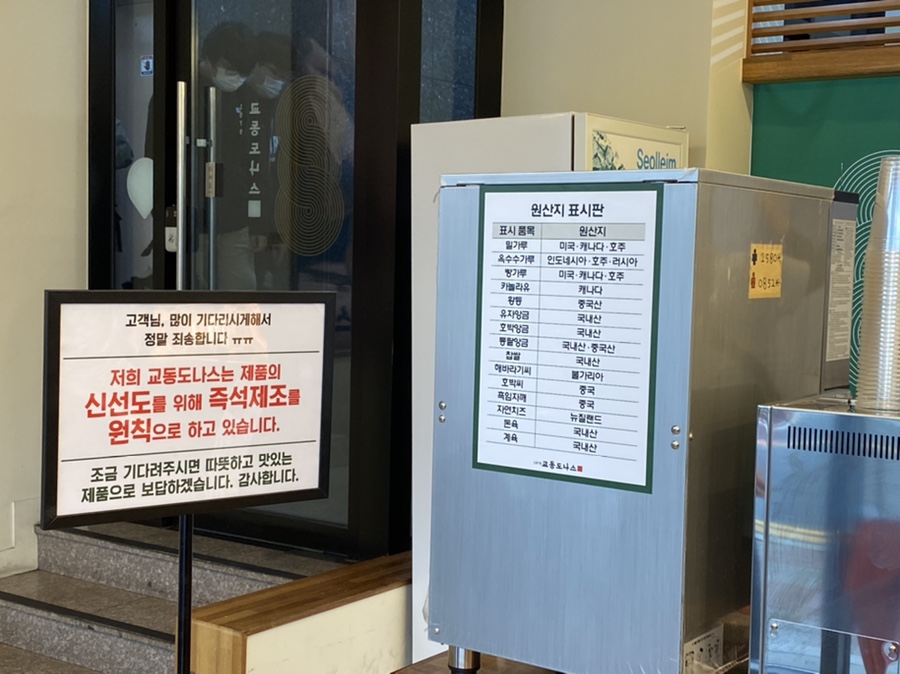 고객님, 많이 기다리시게해서
정말 죄송합니다 ㅠㅠ
저희 교동도나스는 제품의
신선도를 위해 즉석제조를
원칙으로 하고 있습니다.
조금 기다려주시면 따뜻하고 맛있는
제품으로 보답하겠습니다. 감사합니다.
교동도나스
Seolleim
원산지 표시판
표시 품목 원산지
밀가루 미국·캐나다·호주
옥수수가루 인도네시아·호주·러시아
빵가루 미국·캐나다·호주
카놀라유 캐나다
황등 중국산
유자앙금 국내산
호박앙금 국내산
통팥앙금 국내산·중국산
찹쌀 국내산
해바라기씨 불가리아
호박씨 중국
흑임자깨 중국
자연치즈 뉴질랜드
돈육 국내산
계육 국내산
교동도나스